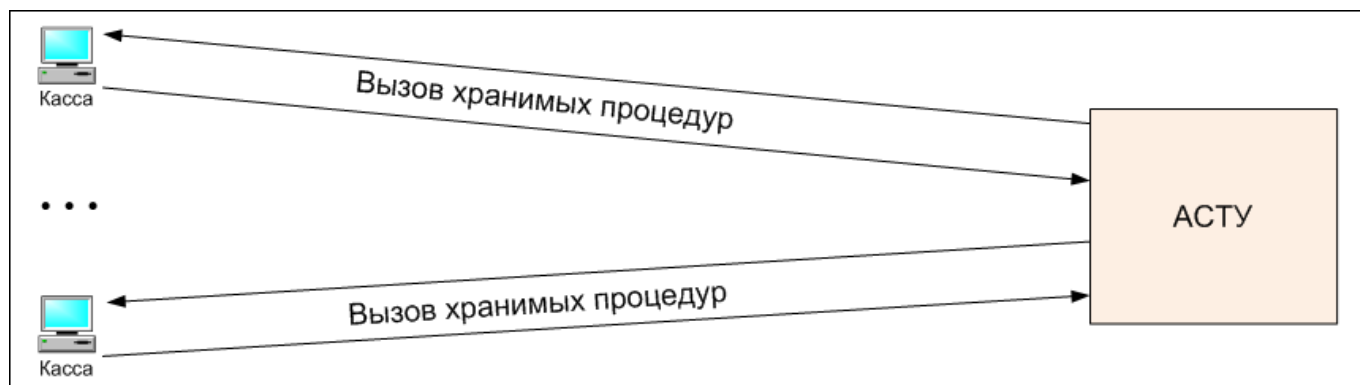 Касса
Вызов хранимых процедур
АСТУ
Вызов хранимых процедур
Касса